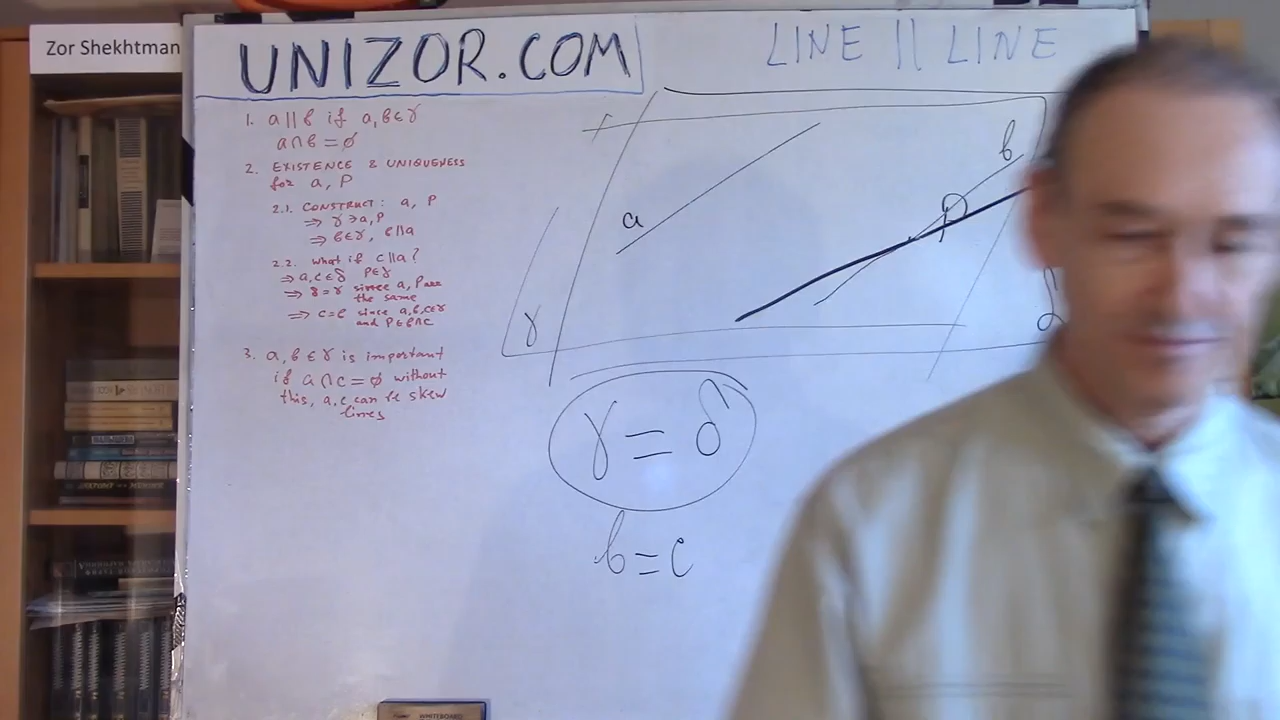 Zor Shekhtman
UNIZOR.COM
LINE || LINE
1. a || b if a, b ∈ γ
a ∩ b = ∅
2. EXISTENCE & UNIQUENESS
for a, P
2.1. CONSTRUCT: a, P
⇒ γ ∋ a, P
⇒ b ∈ γ, b || a
2.2. What if c || a?
⇒ a, c ∈ δ P ∈ γ
⇒ δ = γ since a, P are
the same
⇒ c = b since a, b, c ∈ γ
and P ∈ b ∩ c
3. a, b ∈ γ is important
if a ∩ c = ∅ without
this, a, c can be skew
lines
a
b
P
γ
δ
γ = δ
b = c
WHITEBOARD